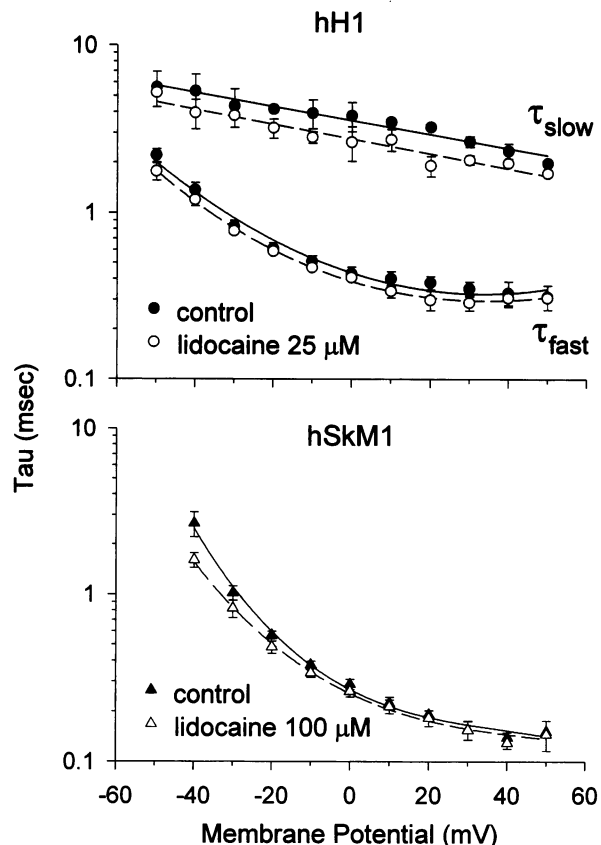 hH1
10
τslow
1
control
lidocaine 25 μM
τfast
0.1
Tau (msec)
hSkM1
10
1
control
lidocaine 100 μM
0.1
-60 -40 -20 0 20 40 60
Membrane Potential (mV)